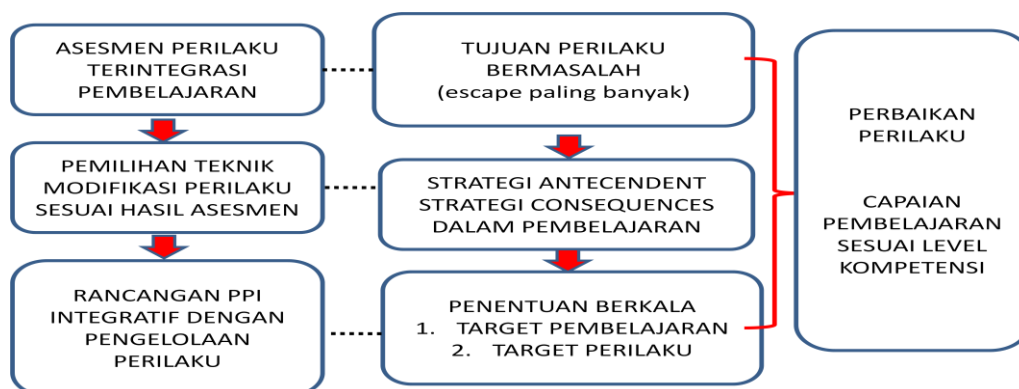 ASESMEN PERILAKU
TERINTEGRASI
PEMBELAJARAN
TUJUAN PERILAKU
BERMASALAH
(escape paling banyak)
PEMILIHAN TEKNIK
MODIFIKASI PERILAKU
SESUAI HASIL ASESMEN
STRATEGI ANTECENDENT
STRATEGI CONSEQUENCES
DALAM PEMBELAJARAN
RANCANGAN PPI
INTEGRATIF DENGAN
PENGELOLAAN
PERILAKU
PENENTUAN BERKALA
1. TARGET PEMBELAJARAN
2. TARGET PERILAKU
PERBAIKAN
PERILAKU
CAPAIAN
PEMBELAJARAN
SESUAI LEVEL
KOMPETENSI